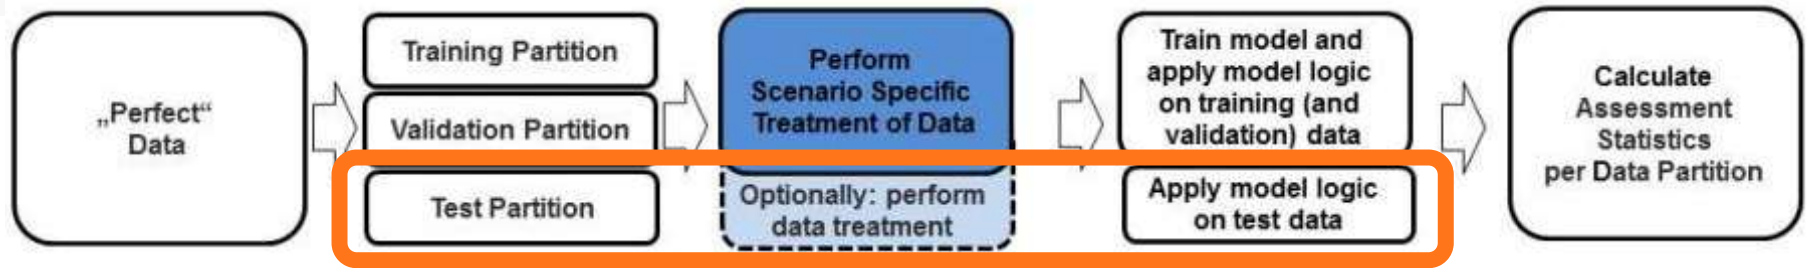 „Perfect“
Data
Training Partition
Validation Partition
Test Partition
Perform
Scenario Specific
Treatment of Data
Optionally: perform
data treatment
Train model and
apply model logic
on training (and
validation) data
Apply model logic
on test data
Calculate
Assessment
Statistics
per Data Partition